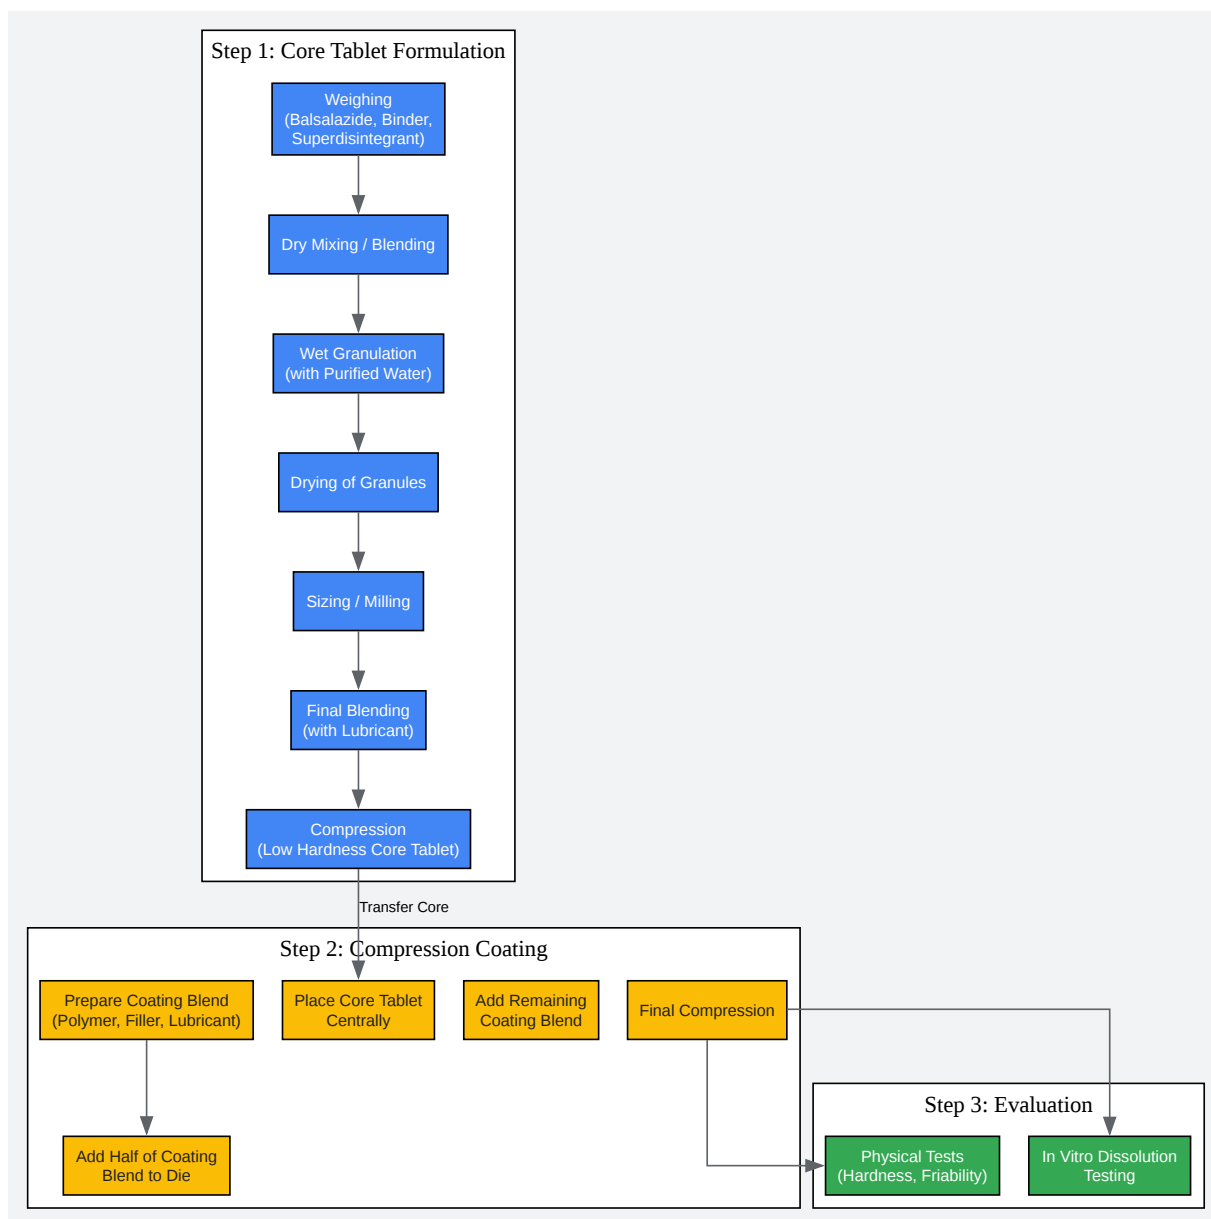 Step 1: Core Tablet Formulation
Weighing
(Balsalazide, Binder,
Superdisintegrant)
Dry Mixing / Blending
Wet Granulation
(with Purified Water)
Drying of Granules
Sizing / Milling
Final Blending
(with Lubricant)
Compression
(Low Hardness Core Tablet)
Transfer Core
Step 2: Compression Coating
Prepare Coating Blend
(Polymer, Filler, Lubricant)
Place Core Tablet
Centrally
Add Remaining
Coating Blend
Final Compression
Add Half of Coating
Blend to Die
Step 3: Evaluation
Physical Tests
(Hardness, Friability)
In Vitro Dissolution
Testing